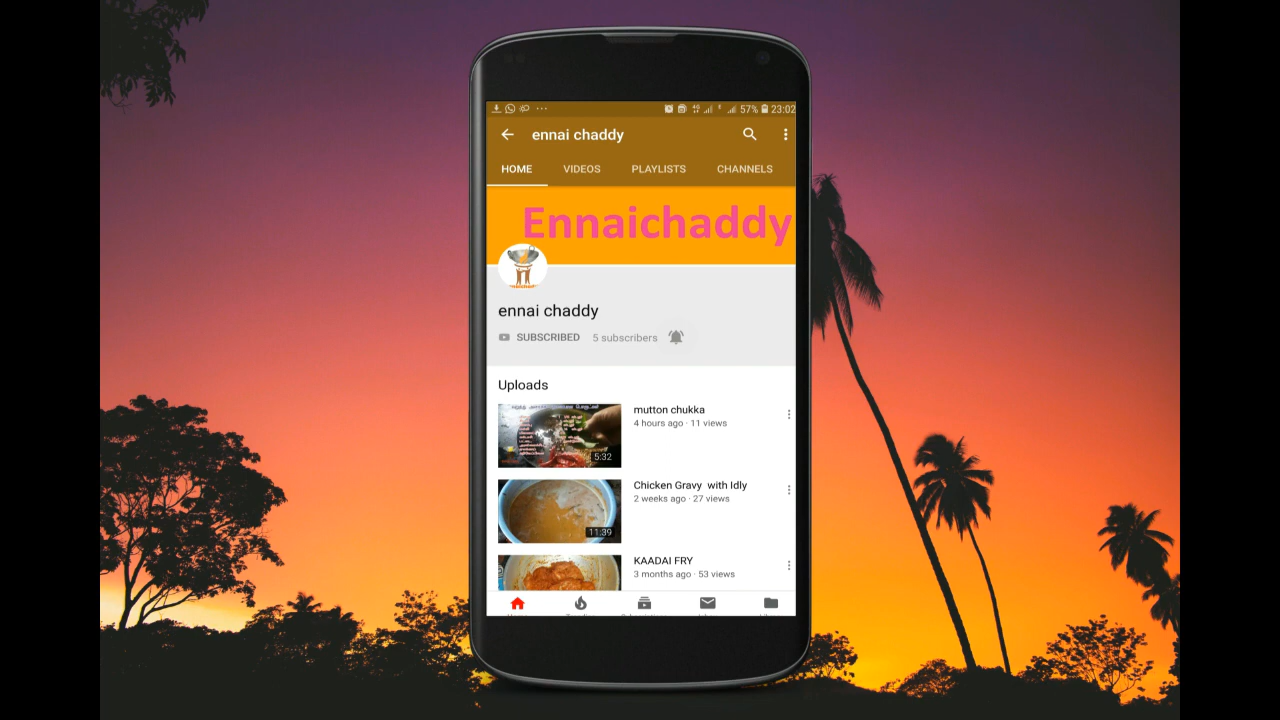 57% 23:02
ennai chaddy
HOME VIDEOS PLAYLISTS CHANNELS
Ennaichaddy
ennai chaddy
SUBSCRIBED 5 subscribers
Uploads
mutton chukka
4 hours ago · 11 views
5:32
Chicken Gravy with Idly
2 weeks ago · 27 views
11:39
KAADAI FRY
3 months ago · 53 views